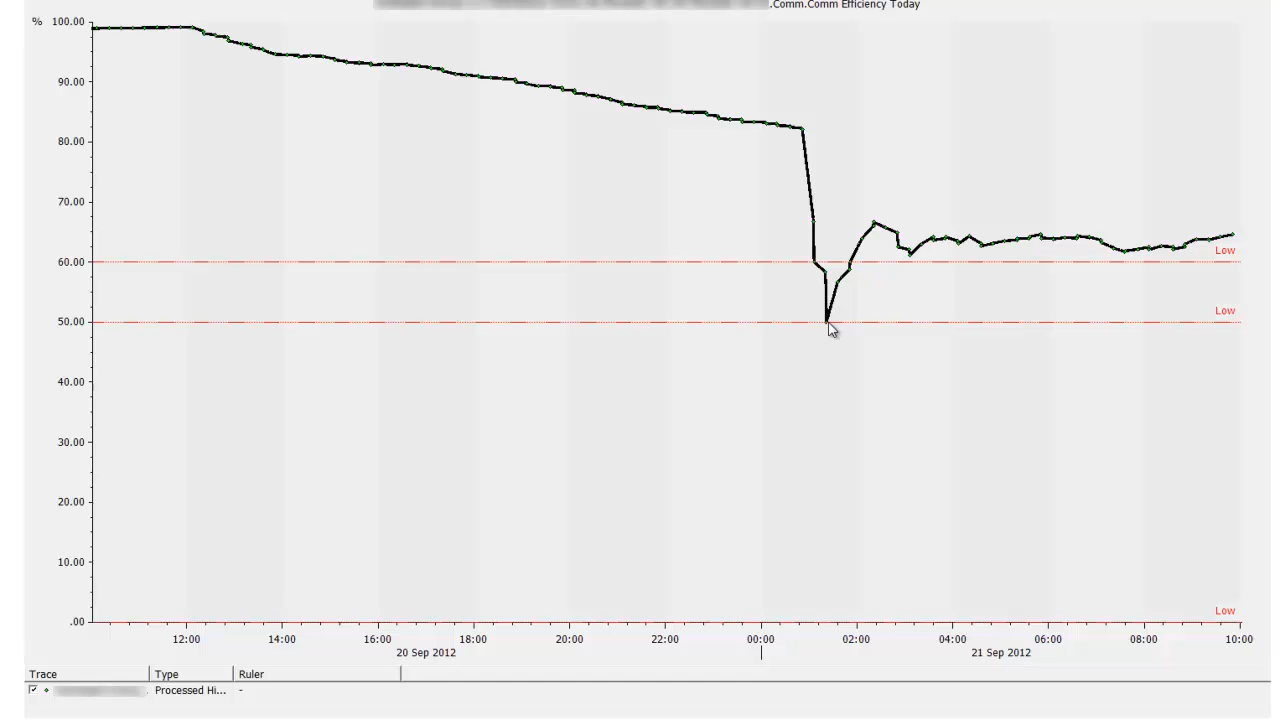 .Comm.Comm Efficiency Today
% 100.00
90.00
80.00
70.00
Low
60.00
Low
50.00
40.00
30.00
20.00
10.00
Low
.00
12:00 14:00 16:00 18:00 20:00 22:00 00:00 02:00 04:00 06:00 08:00 10:00
20 Sep 2012 21 Sep 2012
Trace Type Ruler
Processed Hi... -